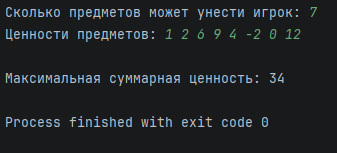 Сколько предметов может унести игрок: 7
Ценности предметов: 1 2 6 9 4 -2 0 12
Максимальная суммарная ценность: 34
Process finished with exit code 0